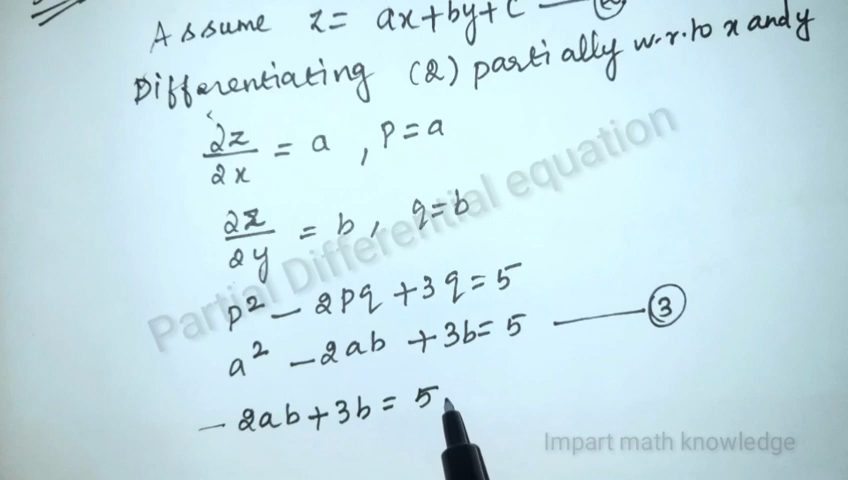 Assume z = ax+by+c — (2)
Differentiating (2) partially w.r.to x and y
∂z/∂x = a , P = a
∂z/∂y = b , q = b
p² – 2pq + 3q = 5
a² – 2ab + 3b = 5 — (3)
– 2ab + 3b = 5
Partial Differential equation
Impart math knowledge